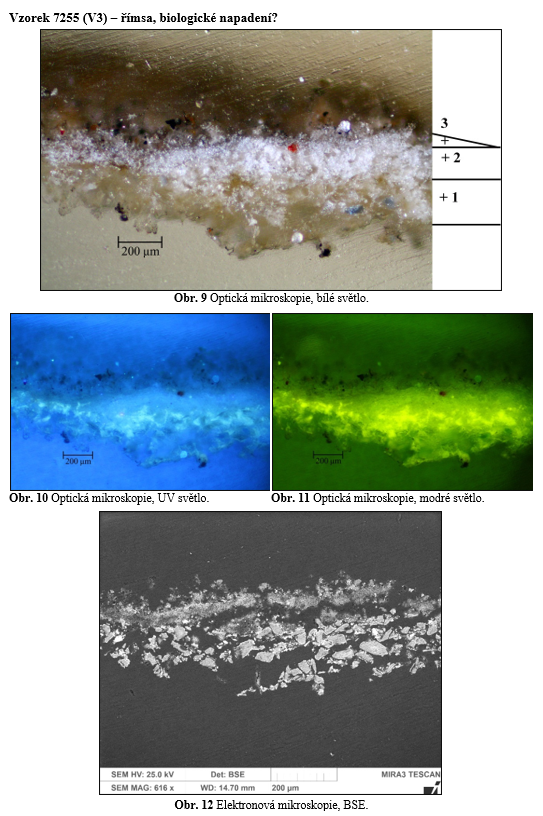 Vzorek 7255 (V3) – římsa, biologické napadení?
3
+
+ 2
+ 1
200 µm
Obr. 9 Optická mikroskopie, bílé světlo.
200 µm
200 µm
Obr. 10 Optická mikroskopie, UV světlo.
Obr. 11 Optická mikroskopie, modré světlo.
SEM HV: 25.0 kV Det: BSE MIRA3 TESCAN
SEM MAG: 616 x WD: 14.70 mm 200 µm
Obr. 12 Elektronová mikroskopie, BSE.